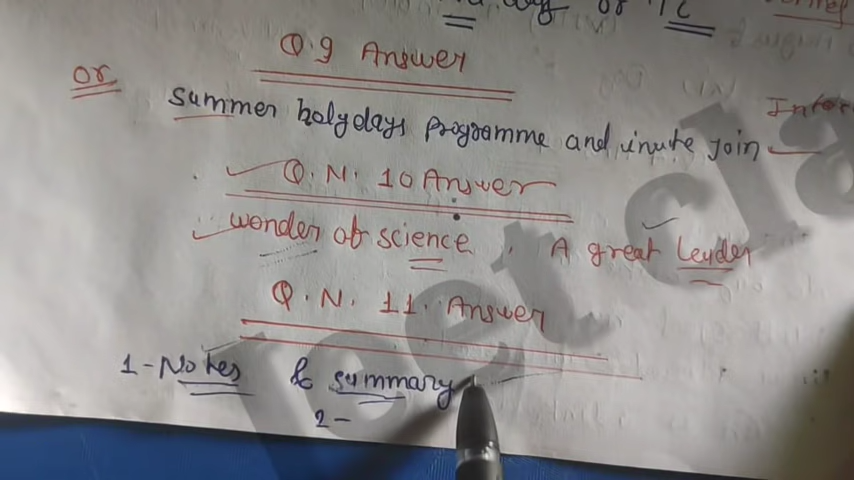 or
Q.9 Answer
or
summer holydays programme and invite join
Q.N. 10 Answer
wonder of science . A great leader
Q.N. 11. Answer
1-Notes & summary
2-